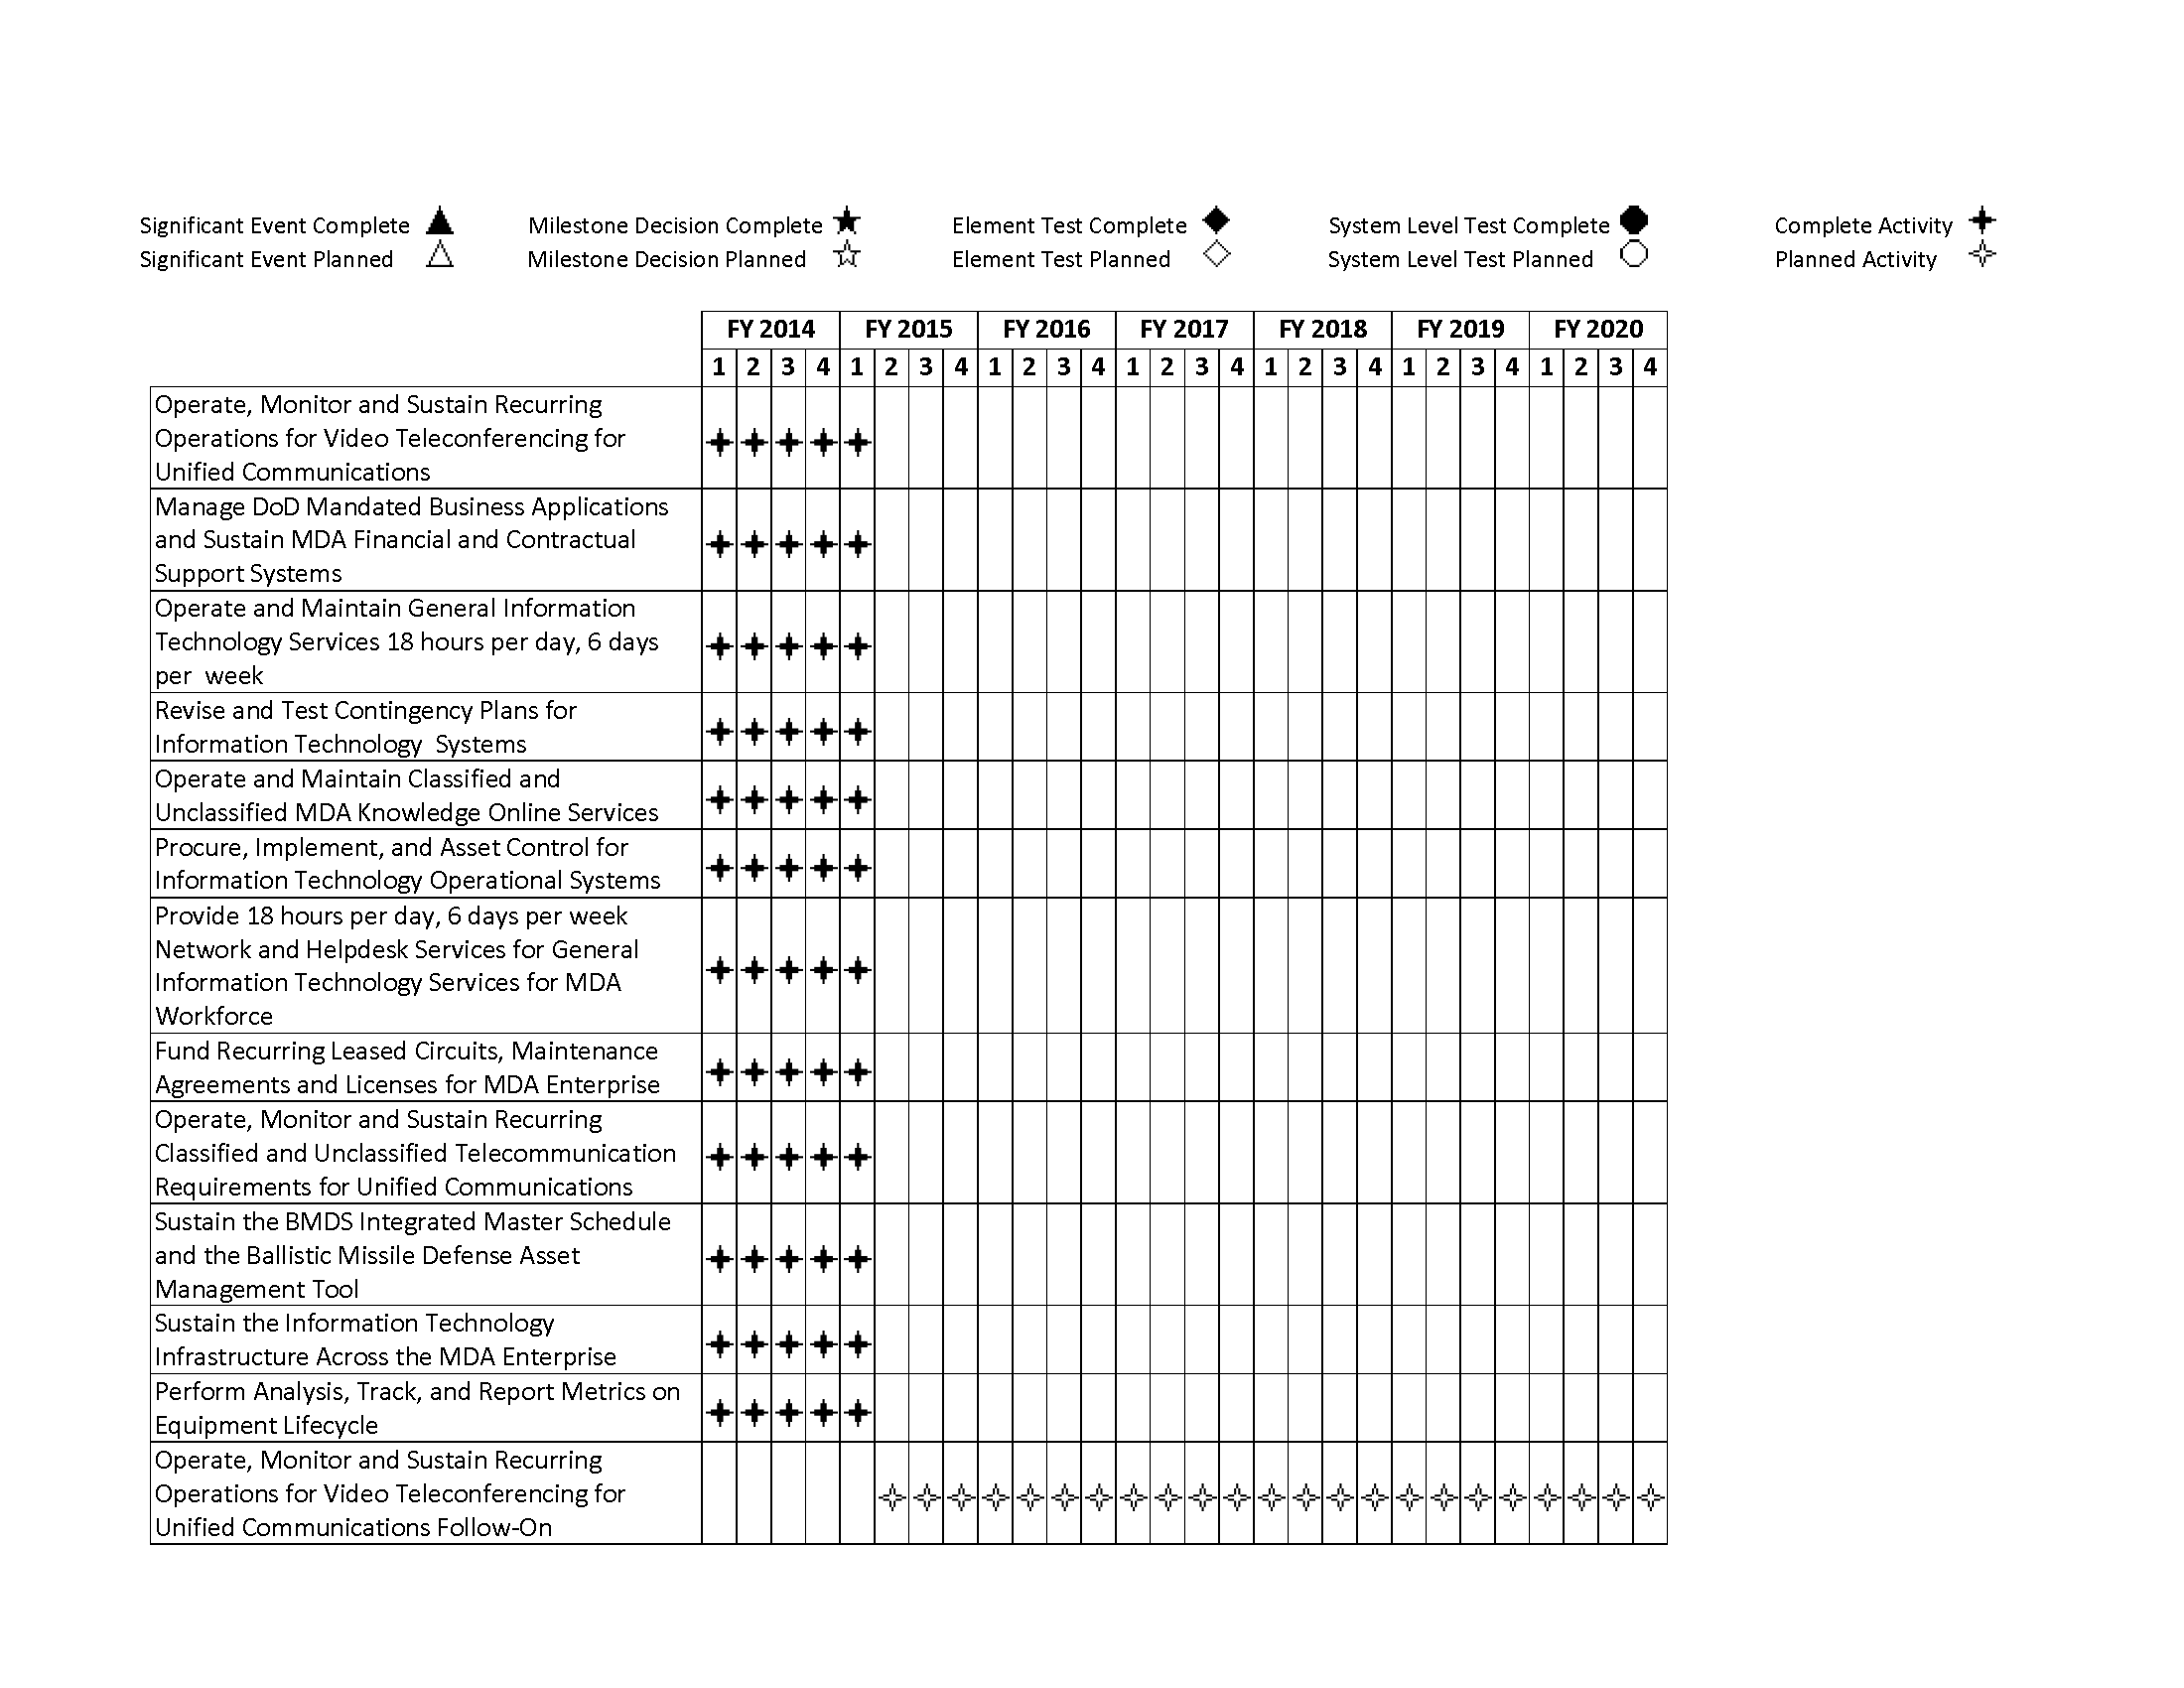 Significant Event Complete Milestone Decision Complete Element Test Complete System Level Test Complete Complete Activity
Significant Event Planned Milestone Decision Planned Element Test Planned System Level Test Planned Planned Activity
FY 2014 FY 2015 FY 2016 FY 2017 FY 2018 FY 2019 FY 2020
1 2 3 4 1 2 3 4 1 2 3 4 1 2 3 4 1 2 3 4 1 2 3 4 1 2 3 4
Operate, Monitor and Sustain Recurring
Operations for Video Teleconferencing for
Unified Communications
Manage DoD Mandated Business Applications
and Sustain MDA Financial and Contractual
Support Systems
Operate and Maintain General Information
Technology Services 18 hours per day, 6 days
per week
Revise and Test Contingency Plans for
Information Technology Systems
Operate and Maintain Classified and
Unclassified MDA Knowledge Online Services
Procure, Implement, and Asset Control for
Information Technology Operational Systems
Provide 18 hours per day, 6 days per week
Network and Helpdesk Services for General
Information Technology Services for MDA
Workforce
Fund Recurring Leased Circuits, Maintenance
Agreements and Licenses for MDA Enterprise
Operate, Monitor and Sustain Recurring
Classified and Unclassified Telecommunication
Requirements for Unified Communications
Sustain the BMDS Integrated Master Schedule
and the Ballistic Missile Defense Asset
Management Tool
Sustain the Information Technology
Infrastructure Across the MDA Enterprise
Perform Analysis, Track, and Report Metrics on
Equipment Lifecycle
Operate, Monitor and Sustain Recurring
Operations for Video Teleconferencing for
Unified Communications Follow-On